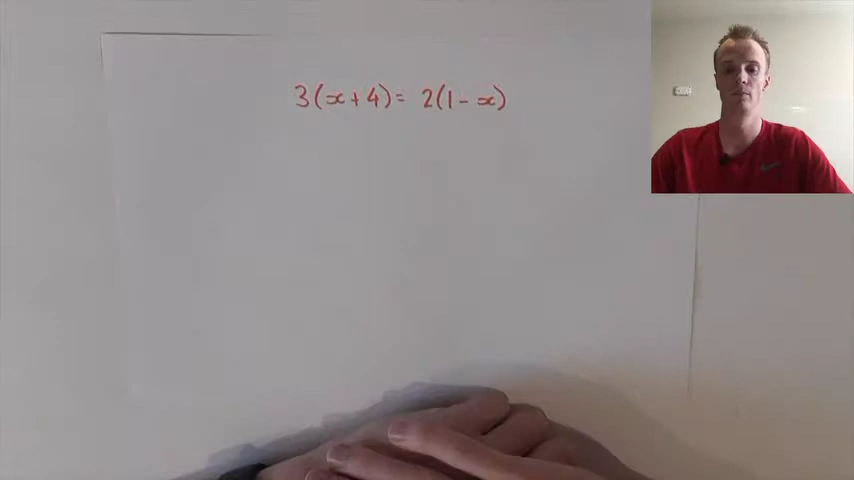 3(x+4)= 2(1-x)